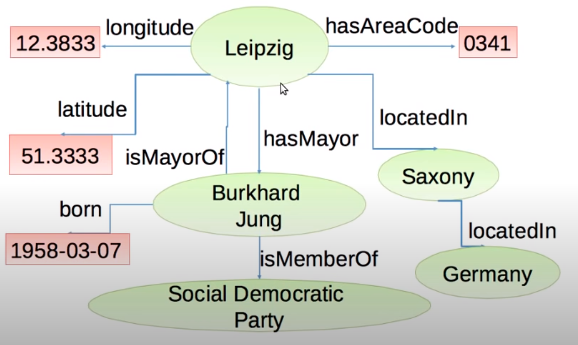 longitude
hasAreaCode
12.3833
Leipzig
0341
latitude
locatedIn
51.3333
isMayorOf
hasMayor
Saxony
Burkhard
Jung
born
locatedIn
1958-03-07
isMemberOf
Germany
Social Democratic
Party